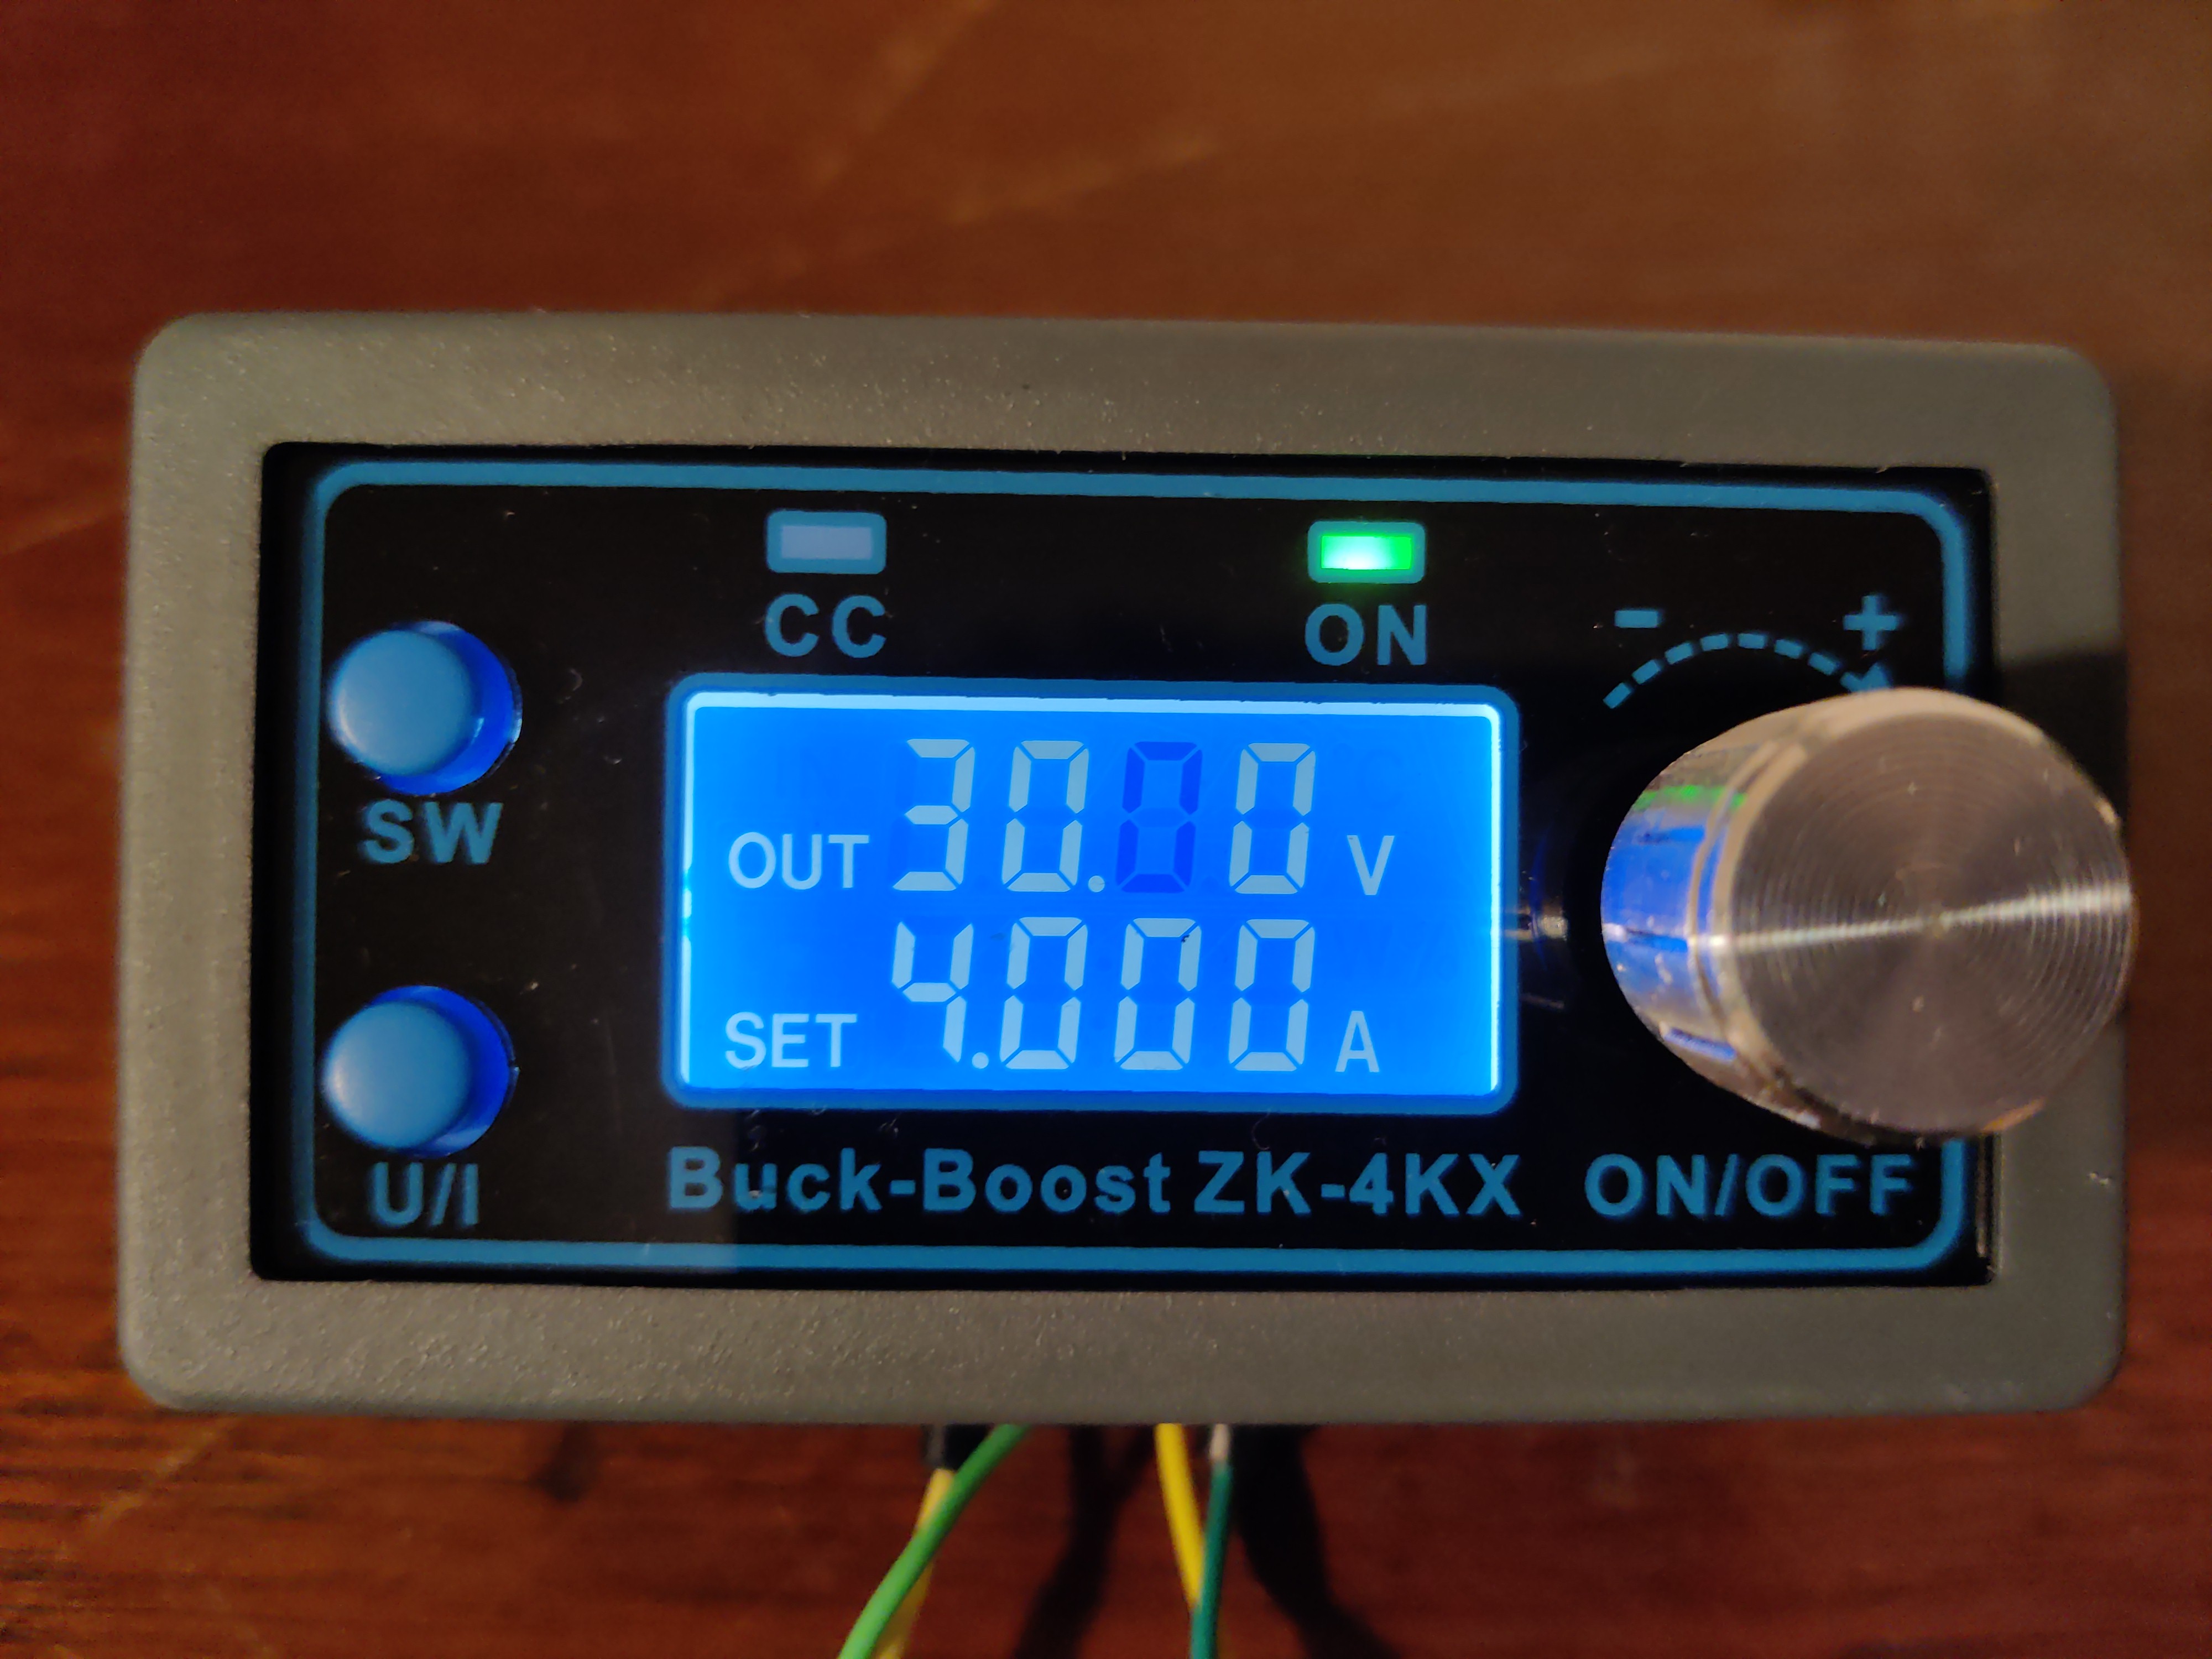 CC ON
- +
SW
OUT 30.00 V
SET 4.000 A
U/I
Buck-Boost ZK-4KX ON/OFF